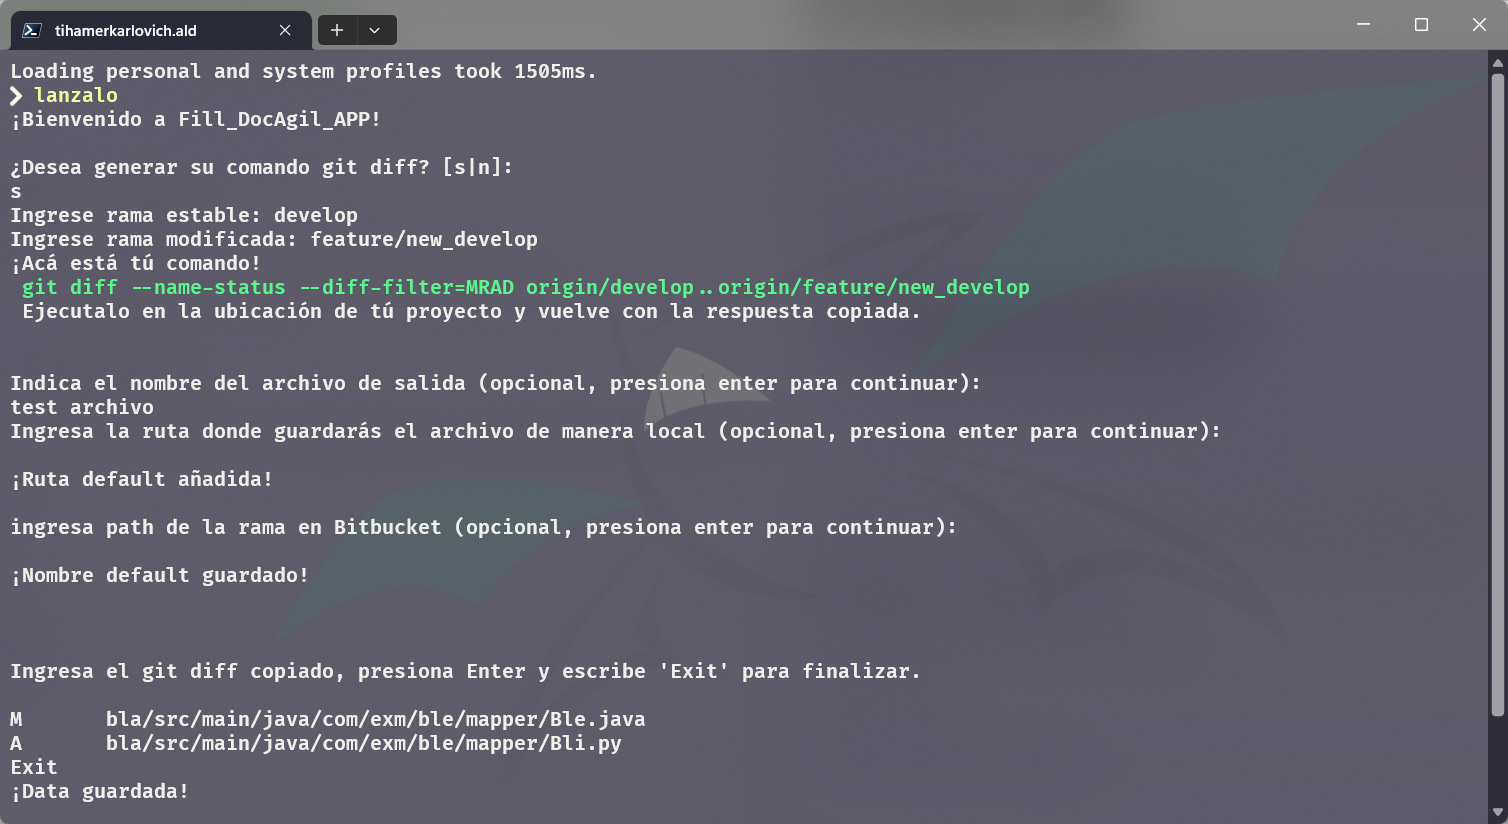 tihamerkarlovich.ald
Loading personal and system profiles took 1505ms.
❯ lanzalo
¡Bienvenido a Fill_DocAgil_APP!
¿Desea generar su comando git diff? [s|n]:
s
Ingrese rama estable: develop
Ingrese rama modificada: feature/new_develop
¡Acá está tú comando!
git diff --name-status --diff-filter=MRAD origin/develop..origin/feature/new_develop
Ejecutalo en la ubicación de tú proyecto y vuelve con la respuesta copiada.
Indica el nombre del archivo de salida (opcional, presiona enter para continuar):
test archivo
Ingresa la ruta donde guardarás el archivo de manera local (opcional, presiona enter para continuar):
¡Ruta default añadida!
ingresa path de la rama en Bitbucket (opcional, presiona enter para continuar):
¡Nombre default guardado!
Ingresa el git diff copiado, presiona Enter y escribe 'Exit' para finalizar.
M       bla/src/main/java/com/exm/ble/mapper/Ble.java
A       bla/src/main/java/com/exm/ble/mapper/Bli.py
Exit
¡Data guardada!